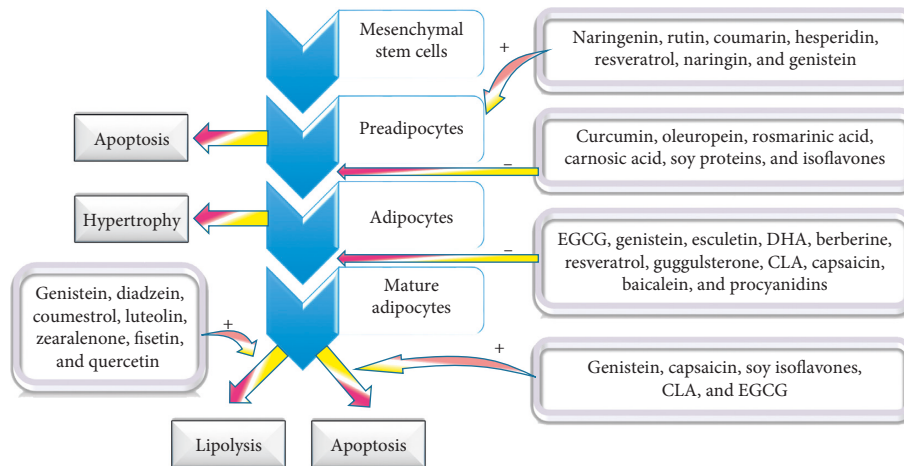 Mesenchymal
stem cells
+
Naringenin, rutin, coumarin, hesperidin,
resveratrol, naringin, and genistein
Apoptosis
Preadipocytes
Curcumin, oleuropein, rosmarinic acid,
carnosic acid, soy proteins, and isoflavones
–
Hypertrophy
Adipocytes
EGCG, genistein, esculetin, DHA, berberine,
resveratrol, guggulsterone, CLA, capsaicin,
baicalein, and procyanidins
–
Mature
adipocytes
Genistein, diadzein,
coumestrol, luteolin,
zearalenone, fisetin,
and quercetin
+
+
Genistein, capsaicin, soy isoflavones,
CLA, and EGCG
Lipolysis
Apoptosis